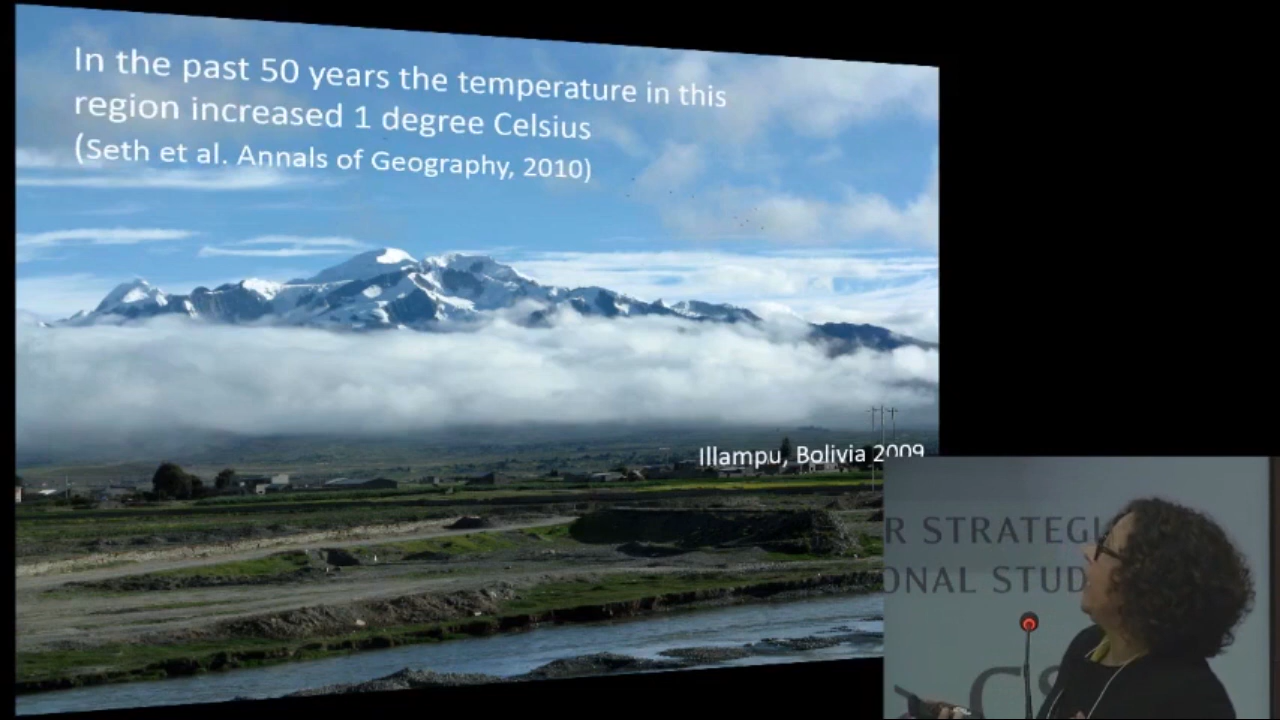 In the past 50 years the temperature in this
region increased 1 degree Celsius
(Seth et al. Annals of Geography, 2010)
Illampu, Bolivia 2009
R STRATEGI
ONAL STUD
CS